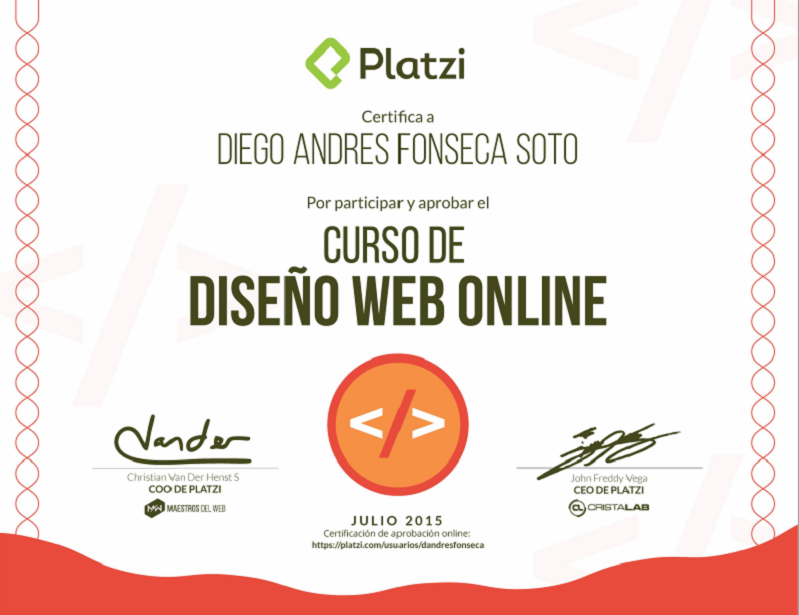 Platzi
Certifica a
DIEGO ANDRES FONSECA SOTO
Por participar y aprobar el
CURSO DE
DISEÑO WEB ONLINE
</>
Vander
Christian Van Der Henst S
COO DE PLATZI
MAESTROS DEL WEB
John Freddy Vega
CEO DE PLATZI
CL CRISTALAB
JULIO 2015
Certificación de aprobación online:
https://platzi.com/usuarios/dandresfonseca